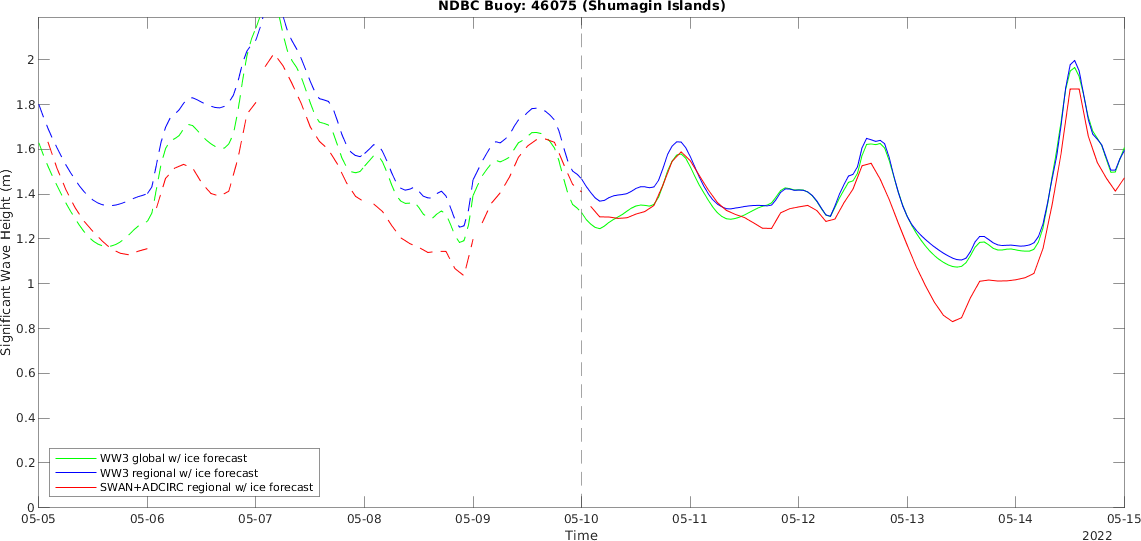 NDBC Buoy: 46075 (Shumagin Islands)
Significant Wave Height (m)
2
1.8
1.6
1.4
1.2
1
0.8
0.6
0.4
0.2
0
WW3 global w/ ice forecast
WW3 regional w/ ice forecast
SWAN+ADCIRC regional w/ ice forecast
05-05 05-06 05-07 05-08 05-09 05-10 05-11 05-12 05-13 05-14 05-15
Time
2022